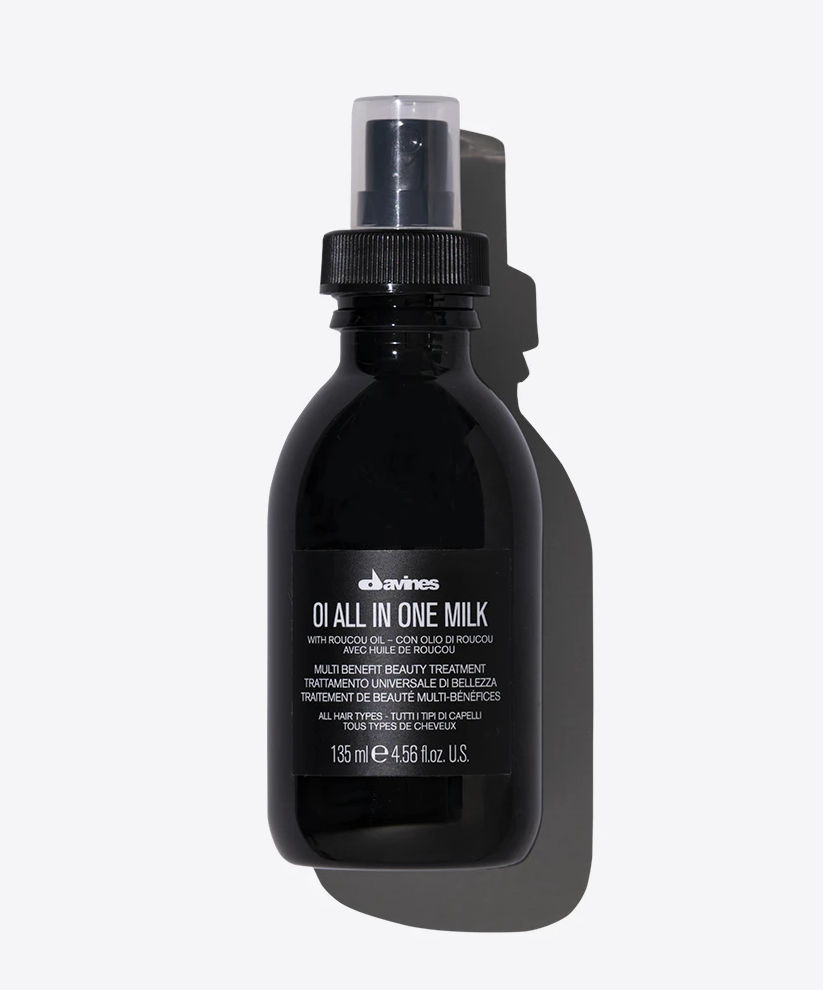 davines
OI ALL IN ONE MILK
WITH ROUCOU OIL – CON OLIO DI ROUCOU
AVEC HUILE DE ROUCOU
MULTI BENEFIT BEAUTY TREATMENT
TRATTAMENTO UNIVERSALE DI BELLEZZA
TRAITEMENT DE BEAUTÉ MULTI-BÉNÉFICES
ALL HAIR TYPES - TUTTI I TIPI DI CAPELLI
TOUS TYPES DE CHEVEUX
135 ml ℮ 4.56 fl.oz. U.S.